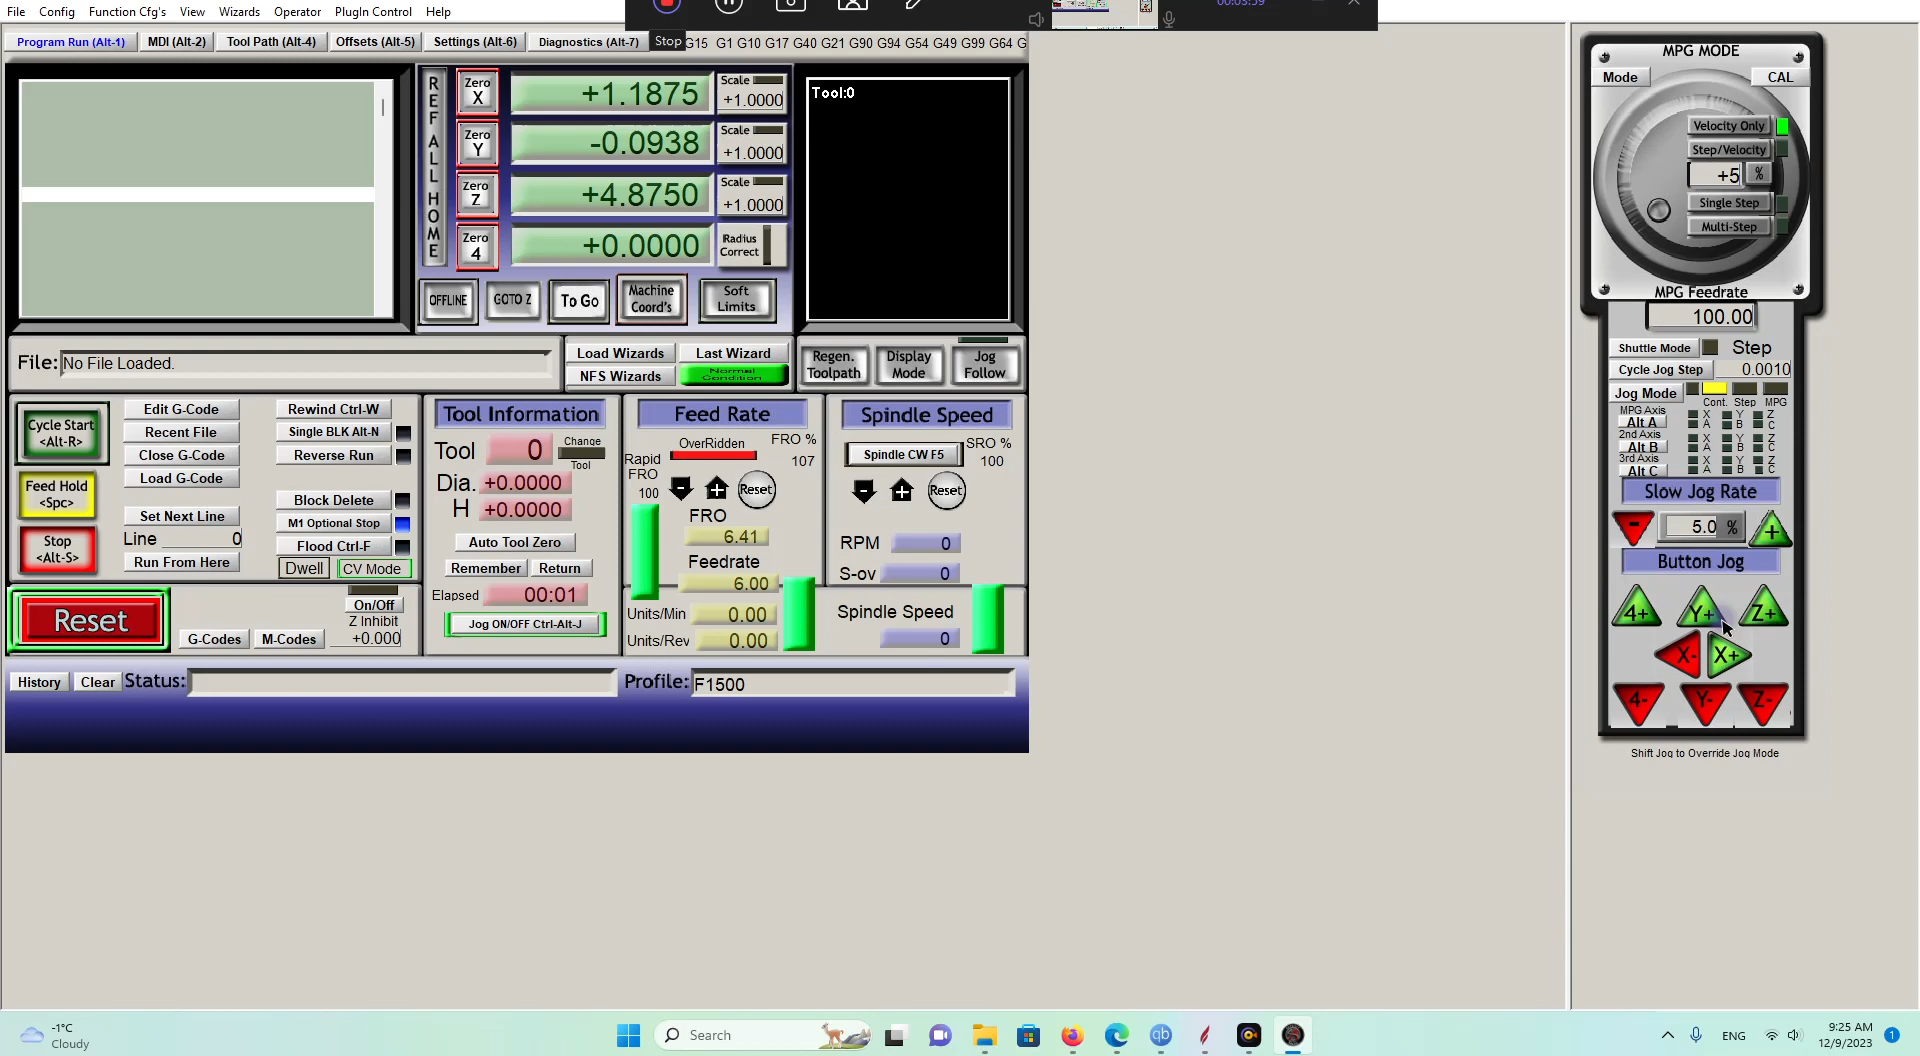 File Config Function Cfg's View Wizards Operator PlugIn Control Help
Program Run (Alt-1) MDI (Alt-2) Tool Path (Alt-4) Offsets (Alt-5) Settings (Alt-6) Diagnostics (Alt-7) Stop G15 G1 G10 G17 G40 G21 G90 G94 G54 G49 G99 G64 G
REF ALL HOME
Zero X +1.1875 Scale +1.0000
Zero Y -0.0938 Scale +1.0000
Zero Z +4.8750 Scale +1.0000
Zero 4 +0.0000 Radius Correct
OFFLINE GOTO Z To Go Machine Coord's Soft Limits
Tool:0
File: No File Loaded.
Load Wizards Last Wizard
NFS Wizards Normal Condition
Regen. Toolpath Display Mode Jog Follow
Cycle Start <Alt-R>
Feed Hold <Spc>
Stop <Alt-S>
Edit G-Code
Recent File
Close G-Code
Load G-Code
Set Next Line
Line 0
Run From Here
Rewind Ctrl-W
Single BLK Alt-N
Reverse Run
Block Delete
M1 Optional Stop
Flood Ctrl-F
Dwell CV Mode
Reset
G-Codes M-Codes
On/Off
Z Inhibit
+0.000
Tool Information
Tool 0 Change Tool
Dia. +0.0000
H +0.0000
Auto Tool Zero
Remember Return
Elapsed 00:01
Jog ON/OFF Ctrl-Alt-J
Feed Rate
OverRidden FRO % 107
Rapid FRO 100
Reset
FRO
6.41
Feedrate
6.00
Units/Min 0.00
Units/Rev 0.00
Spindle Speed
Spindle CW F5 SRO % 100
Reset
RPM 0
S-ov 0
Spindle Speed
0
History Clear Status: Profile: F1500
MPG MODE
Mode CAL
Velocity Only
Step/Velocity
+5 %
Single Step
Multi-Step
MPG Feedrate
100.00
Shuttle Mode Step
Cycle Jog Step 0.0010
Jog Mode Cont. Step MPG
MPG Axis
Alt A X Y Z A B C
2nd Axis
Alt B X Y Z A B C
3rd Axis
Alt C X Y Z A B C
Slow Jog Rate
- 5.0 % +
Button Jog
4+ Y+ Z+
X- X+
4- Y- Z-
Shift Jog to Override Jog Mode
-1°C
Cloudy
Search
qb
ENG
9:25 AM
12/9/2023
1